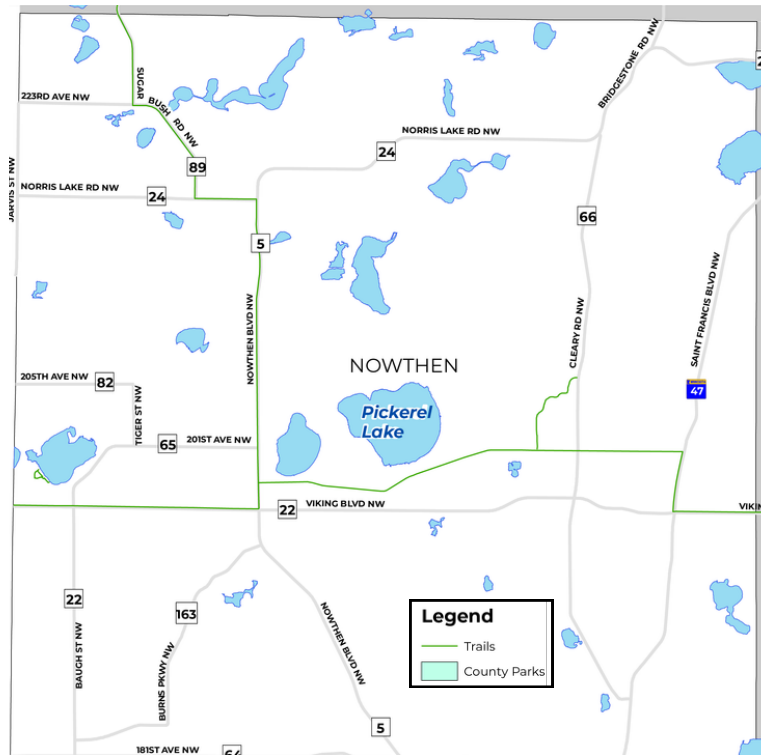 BRIDGESTONE RD NW
SUGAR
BUSH RD NW
223RD AVE NW
NORRIS LAKE RD NW
24
89
NORRIS LAKE RD NW
24
JARVIS ST NW
66
5
SAINT FRANCIS BLVD NW
NOWTHEN BLVD NW
CLEARY RD NW
NOWTHEN
205TH AVE NW
82
47
Pickerel
Lake
TIGER ST NW
65
201ST AVE NW
22
VIKING BLVD NW
VIKIN
22
163
BAUGH ST NW
BURNS PKWY NW
NOWTHEN BLVD NW
Legend
Trails
County Parks
5
181ST AVE NW
64